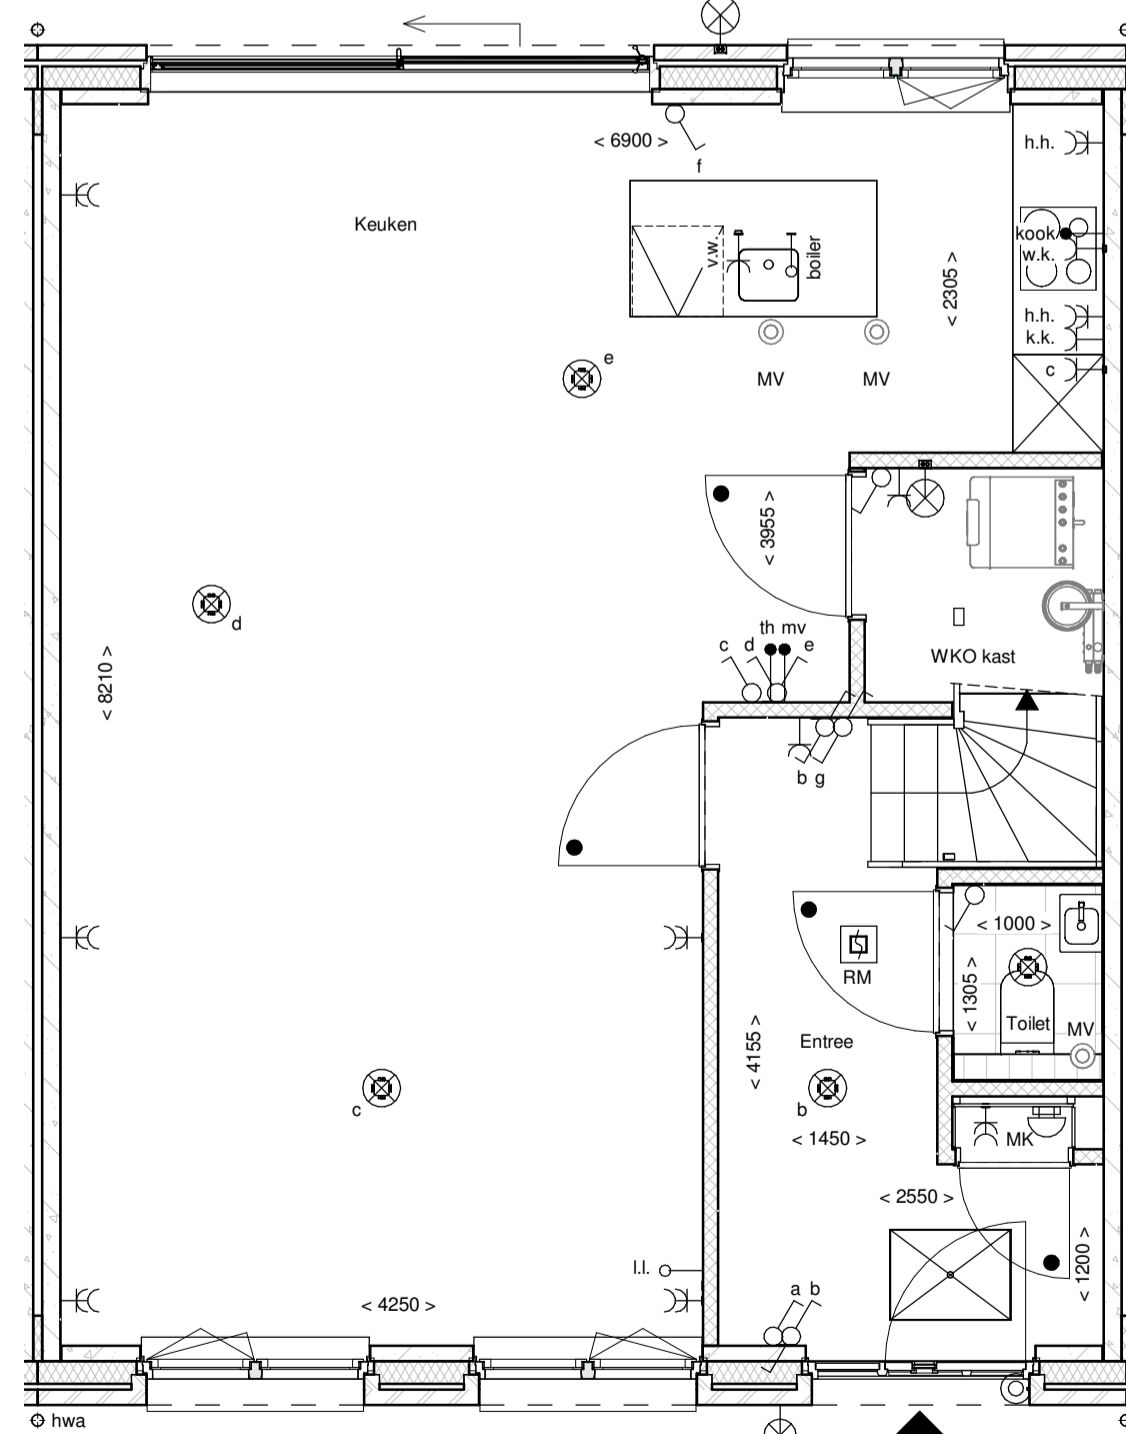 < 6900 >
f
h.h.
Keuken
kook
w.k.
v.w.
boiler
< 2305 >
h.h.
k.k.
c
e
MV
MV
< 3955 >
d
th mv
c
d
e
WKO kast
< 8210 >
b g
< 1000 >
RM
< 1305 >
Toilet
MV
Entree
< 4155 >
c
b
< 1450 >
MK
< 2550 >
< 1200 >
l.l.
a b
< 4250 >
hwa